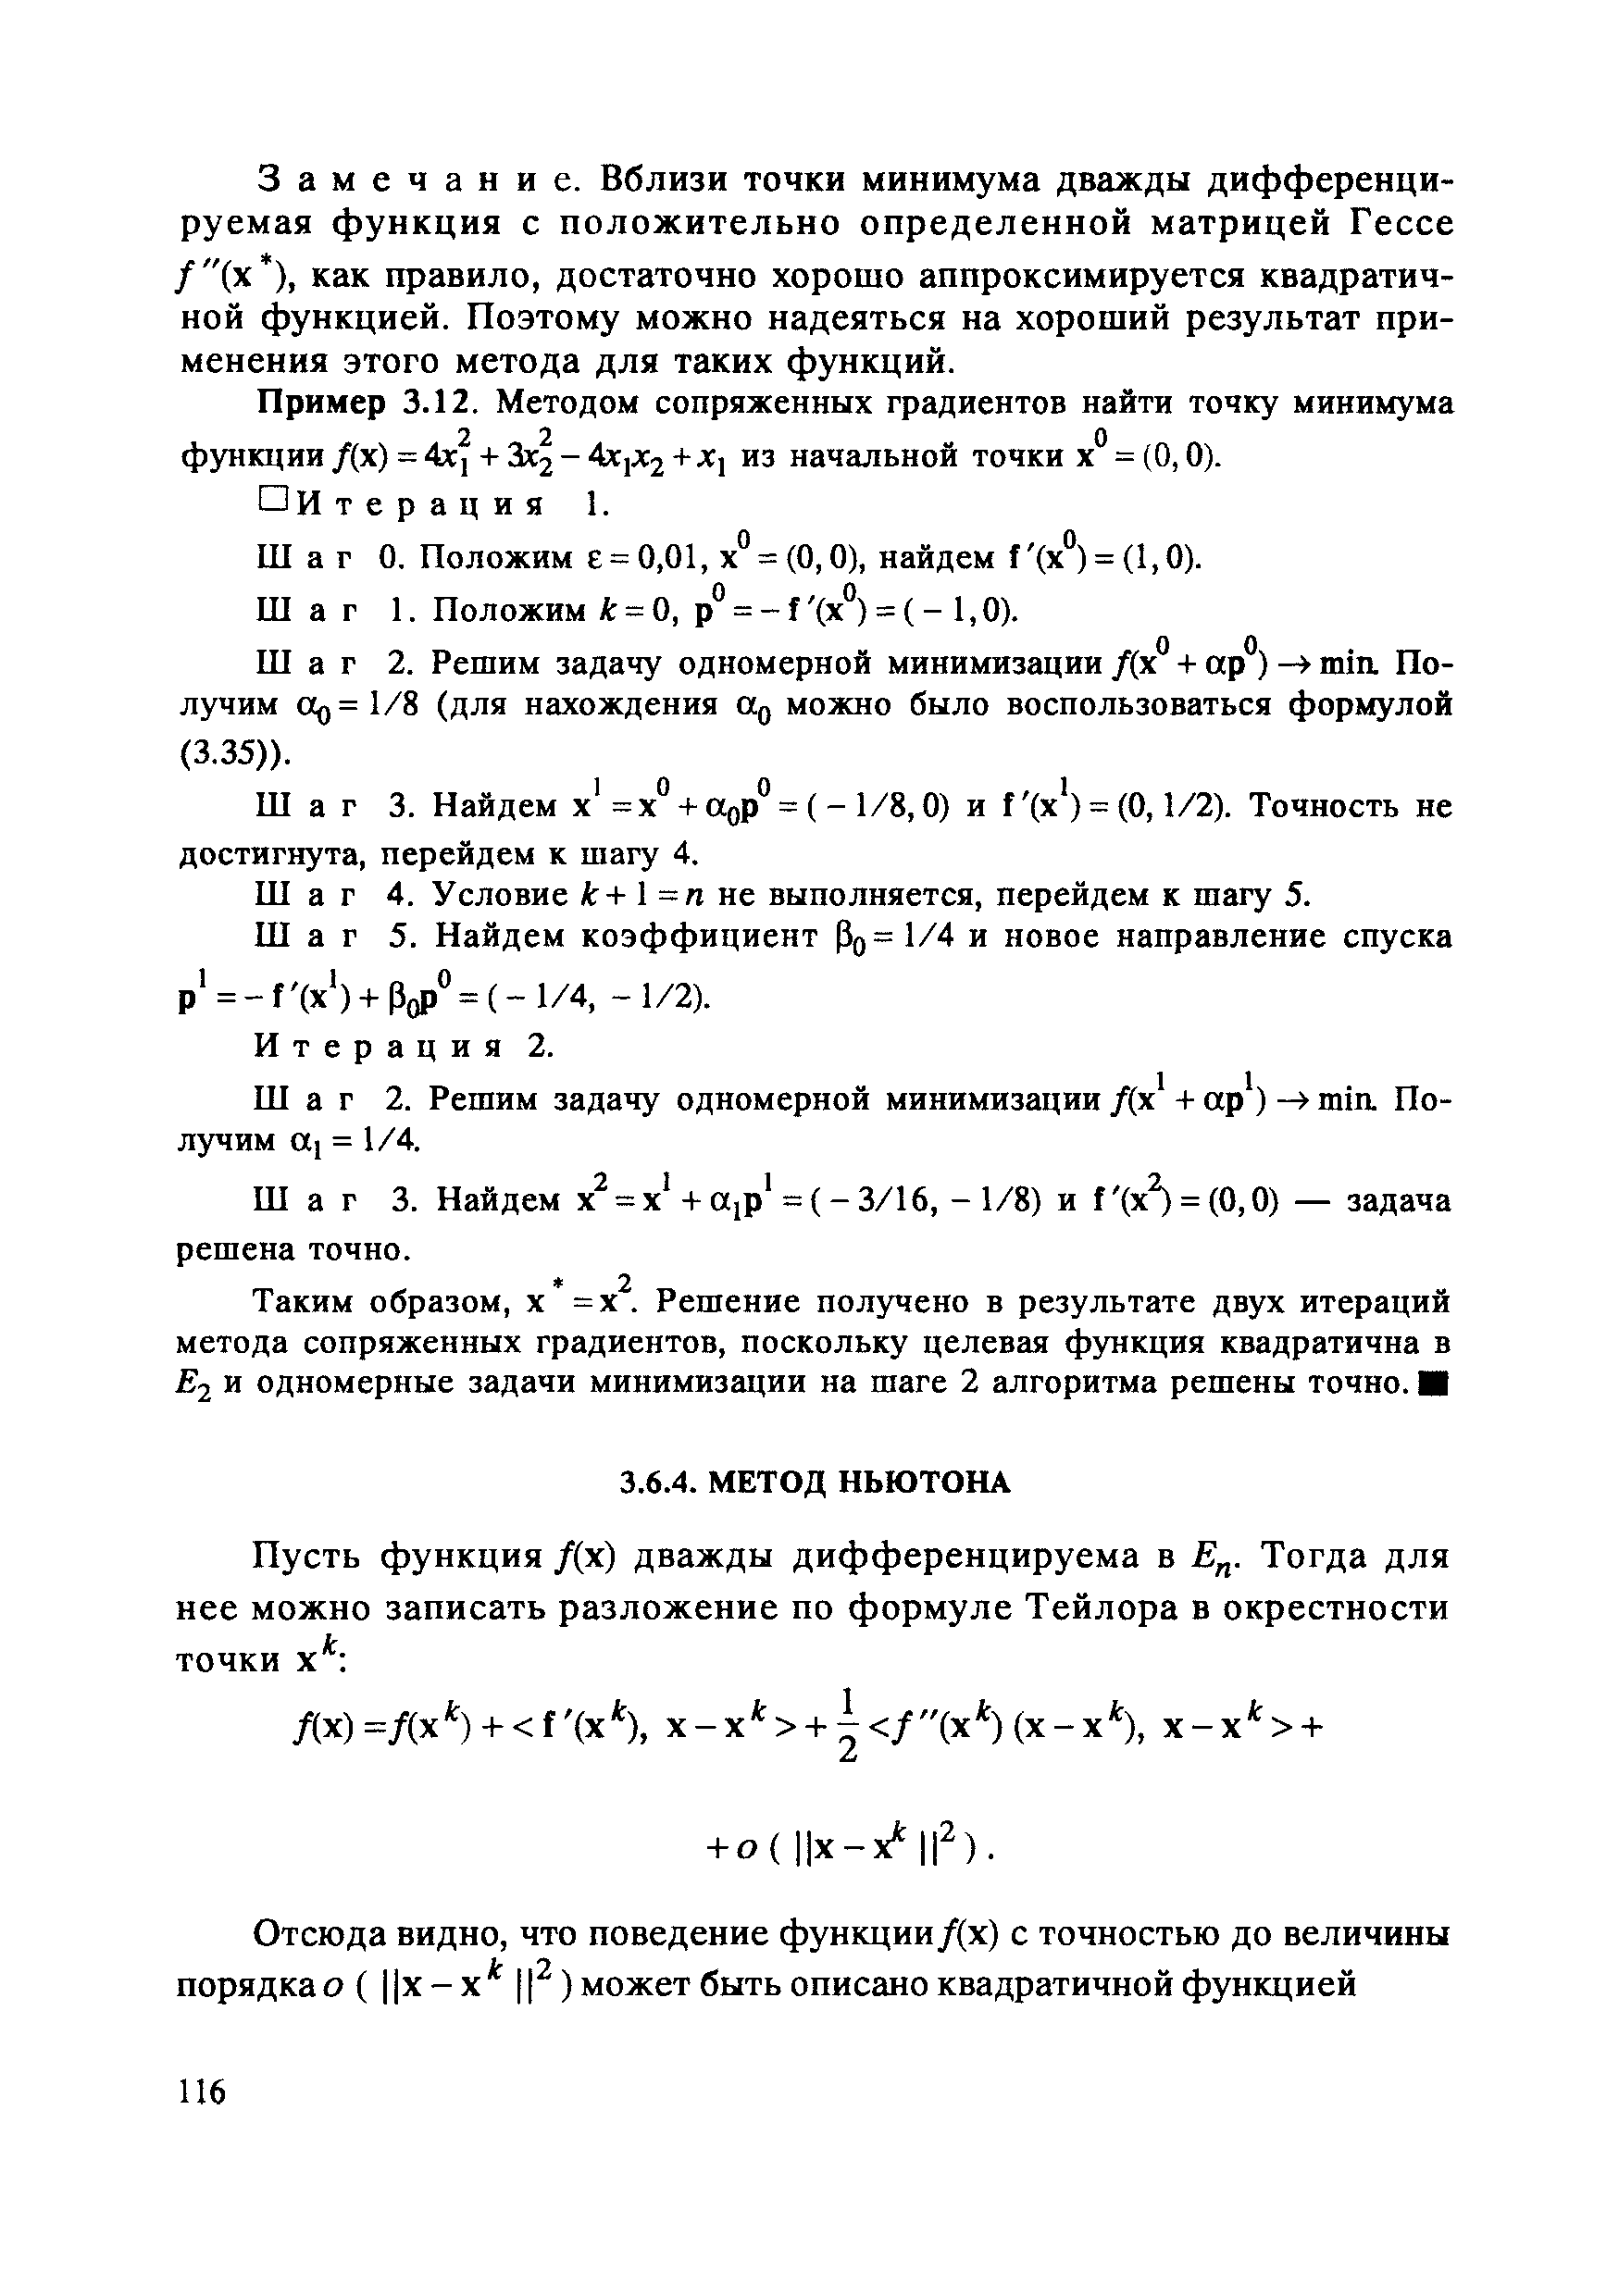 З а м е ч а н и е. Вблизи точки минимума дважды дифференци-
руемая функция с положительно определенной матрицей Гессе
f″(x*), как правило, достаточно хорошо аппроксимируется квадратич-
ной функцией. Поэтому можно надеяться на хороший результат при-
менения этого метода для таких функций.
Пример 3.12. Методом сопряженных градиентов найти точку минимума
функции f(x) = 4x₁² + 3x₂² – 4x₁x₂ + x₁ из начальной точки x⁰ = (0, 0).
□ И т е р а ц и я 1.
Ш а г 0. Положим ε = 0,01, x⁰ = (0, 0), найдем f′(x⁰) = (1, 0).
Ш а г 1. Положим k = 0, p⁰ = – f′(x⁰) = ( – 1, 0).
Ш а г 2. Решим задачу одномерной минимизации f(x⁰ + αp⁰) → min. По-
лучим α₀ = 1/8 (для нахождения α₀ можно было воспользоваться формулой
(3.35)).
Ш а г 3. Найдем x¹ = x⁰ + α₀p⁰ = ( – 1/8, 0) и f′(x¹) = (0, 1/2). Точность не
достигнута, перейдем к шагу 4.
Ш а г 4. Условие k + 1 = n не выполняется, перейдем к шагу 5.
Ш а г 5. Найдем коэффициент β₀ = 1/4 и новое направление спуска
p¹ = – f′(x¹) + β₀p⁰ = ( – 1/4, – 1/2).
И т е р а ц и я 2.
Ш а г 2. Решим задачу одномерной минимизации f(x¹ + αp¹) → min. По-
лучим α₁ = 1/4.
Ш а г 3. Найдем x² = x¹ + α₁p¹ = ( – 3/16, – 1/8) и f′(x²) = (0, 0) — задача
решена точно.
Таким образом, x* = x². Решение получено в результате двух итераций
метода сопряженных градиентов, поскольку целевая функция квадратична в
E₂ и одномерные задачи минимизации на шаге 2 алгоритма решены точно. ■
3.6.4. МЕТОД НЬЮТОНА
Пусть функция f(x) дважды дифференцируема в Eₙ. Тогда для
нее можно записать разложение по формуле Тейлора в окрестности
точки xᵏ:
f(x) = f(xᵏ) + < f′(xᵏ), x – xᵏ > + 1/2 < f″(xᵏ) (x – xᵏ), x – xᵏ > +
+ o ( ||x – xᵏ ||² ) .
Отсюда видно, что поведение функции f(x) с точностью до величины
порядка o ( ||x – xᵏ ||² ) может быть описано квадратичной функцией
116